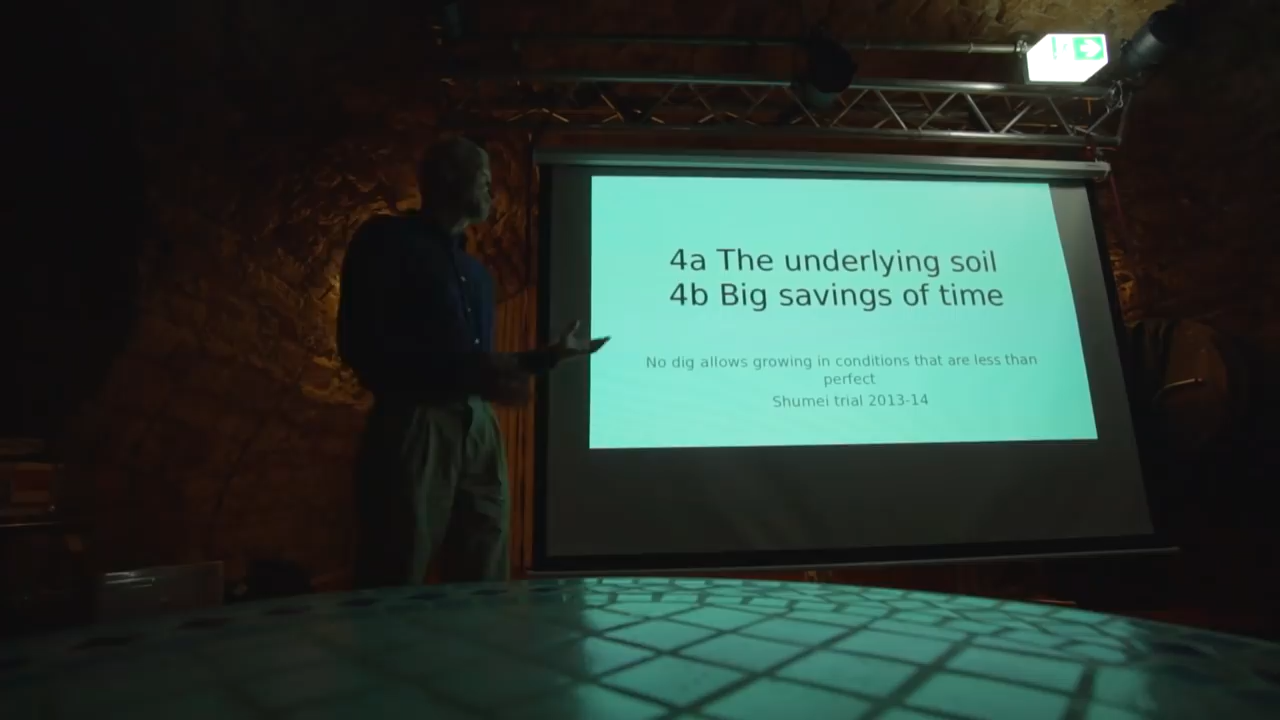 4a The underlying soil
4b Big savings of time
No dig allows growing in conditions that are less than
perfect
Shumei trial 2013-14